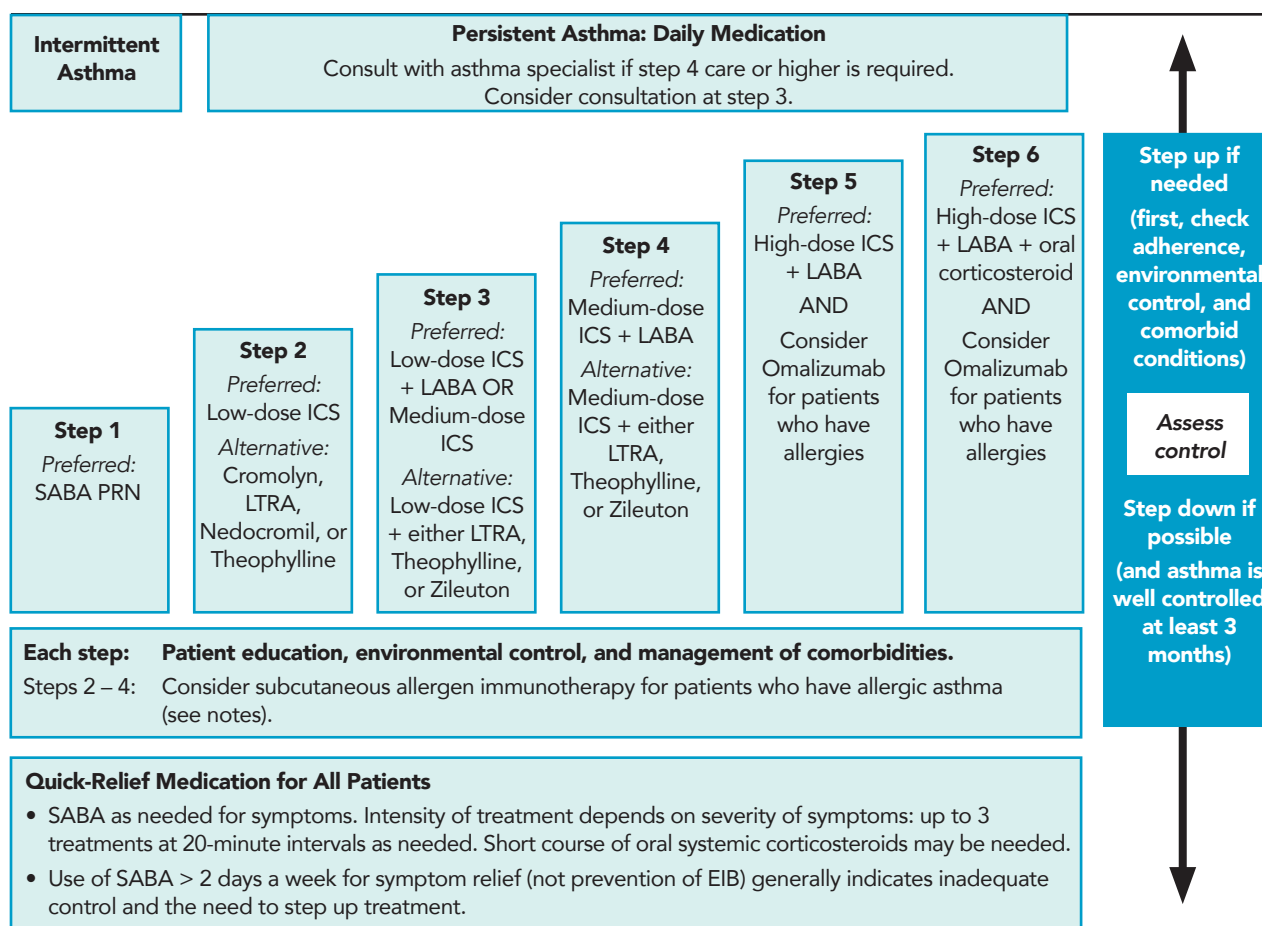 Intermittent
Asthma
Persistent Asthma: Daily Medication
Consult with asthma specialist if step 4 care or higher is required.
Consider consultation at step 3.
Step 1
Preferred:
SABA PRN
Step 2
Preferred:
Low-dose ICS
Alternative:
Cromolyn,
LTRA,
Nedocromil, or
Theophylline
Step 3
Preferred:
Low-dose ICS
+ LABA OR
Medium-dose
ICS
Alternative:
Low-dose ICS
+ either LTRA,
Theophylline,
or Zileuton
Step 4
Preferred:
Medium-dose
ICS + LABA
Alternative:
Medium-dose
ICS + either
LTRA,
Theophylline,
or Zileuton
Step 5
Preferred:
High-dose ICS
+ LABA
AND
Consider
Omalizumab
for patients
who have
allergies
Step 6
Preferred:
High-dose ICS
+ LABA + oral
corticosteroid
AND
Consider
Omalizumab
for patients
who have
allergies
Step up if
needed
(first, check
adherence,
environmental
control, and
comorbid
conditions)
Assess
control
Step down if
possible
(and asthma is
well controlled
at least 3
months)
Each step: Patient education, environmental control, and management of comorbidities.
Steps 2 – 4: Consider subcutaneous allergen immunotherapy for patients who have allergic asthma
(see notes).
Quick-Relief Medication for All Patients
• SABA as needed for symptoms. Intensity of treatment depends on severity of symptoms: up to 3
treatments at 20-minute intervals as needed. Short course of oral systemic corticosteroids may be needed.
• Use of SABA > 2 days a week for symptom relief (not prevention of EIB) generally indicates inadequate
control and the need to step up treatment.